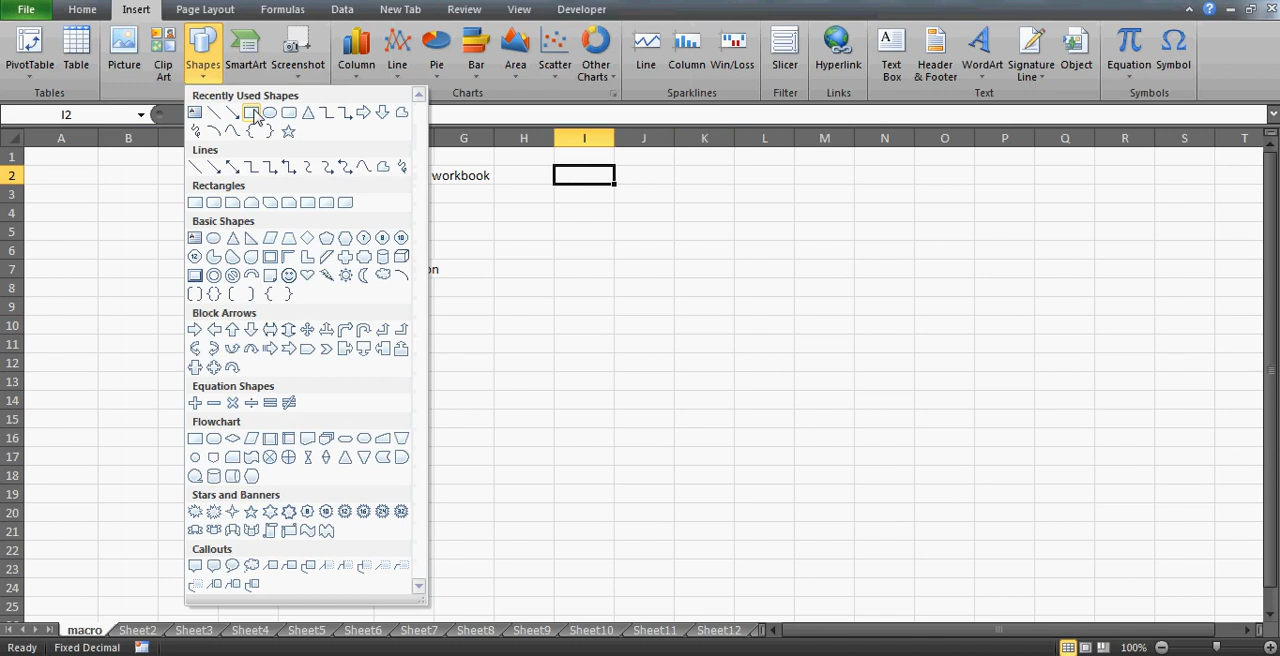 File Home Insert Page Layout Formulas Data New Tab Review View Developer
PivotTable Table Picture Clip Art Shapes SmartArt Screenshot Column Line Pie Bar Area Scatter Other Charts Line Column Win/Loss Slicer Hyperlink Text Box Header & Footer WordArt Signature Line Object Equation Symbol
Tables Charts Sparklines Filter Links Text Symbols
I2
Recently Used Shapes
Lines
Rectangles
Basic Shapes
Block Arrows
Equation Shapes
Flowchart
Stars and Banners
Callouts
A B G H I J K L M N O P Q R S T
1
2 workbook
3
4
5
6
7 on
8
9
10
11
12
13
14
15
16
17
18
19
20
21
22
23
24
25
macro Sheet2 Sheet3 Sheet4 Sheet5 Sheet6 Sheet7 Sheet8 Sheet9 Sheet10 Sheet11 Sheet12
Ready Fixed Decimal 100%